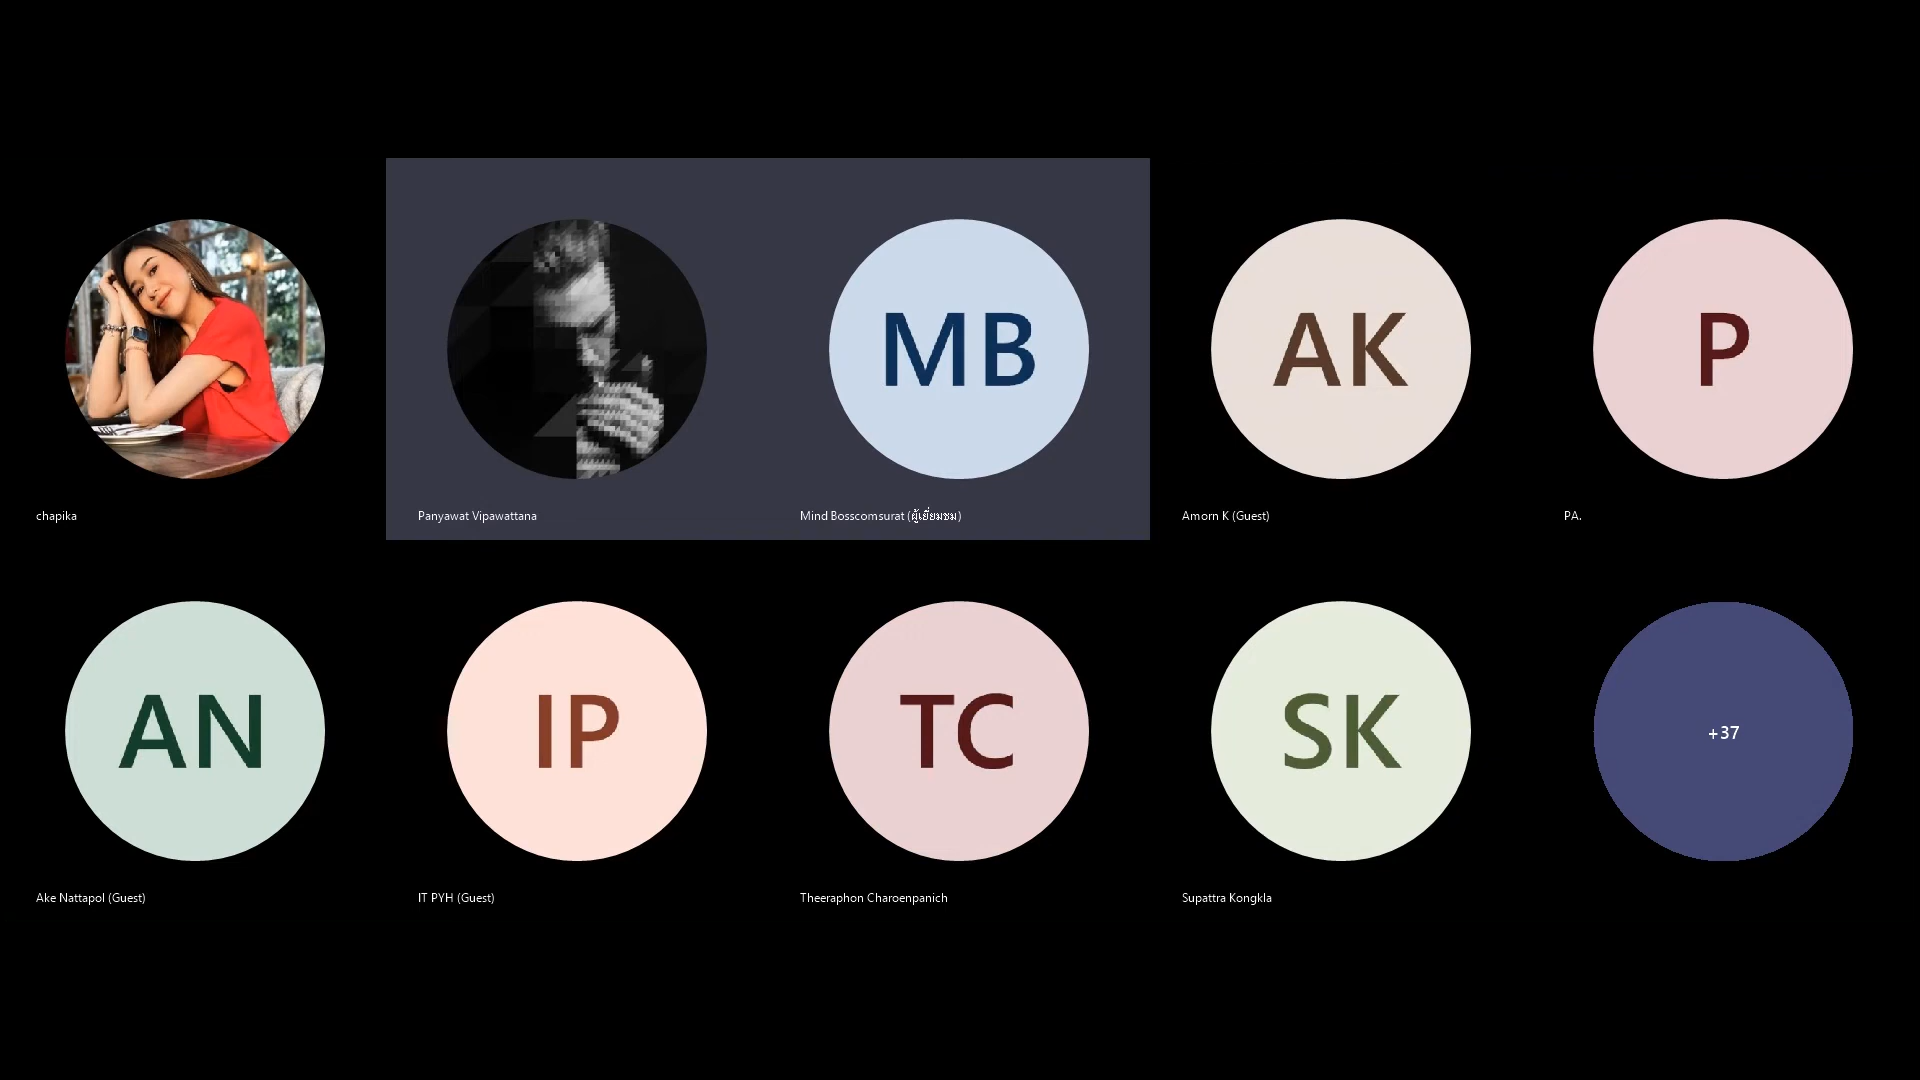 MB
AK
P
chapika
Panyawat Vipawattana
Mind Bosscomsurat (ผู้เยี่ยมชม)
Amorn K (Guest)
PA.
AN
IP
TC
SK
+37
Ake Nattapol (Guest)
IT PYH (Guest)
Theeraphon Charoenpanich
Supattra Kongkla